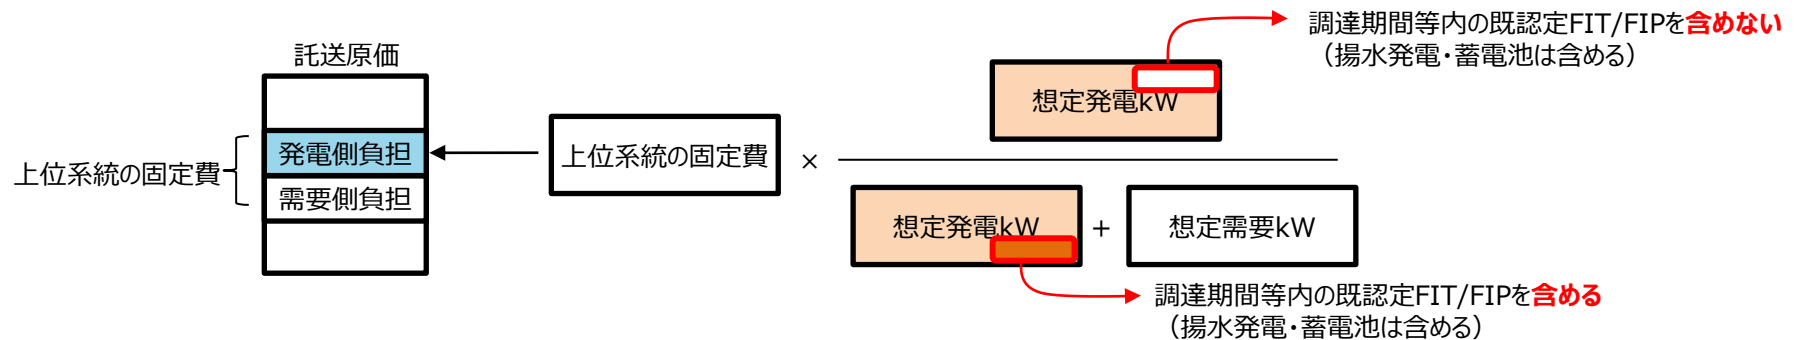 調達期間等内の既認定FIT/FIPを含めない
（揚水発電・蓄電池は含める）
託送原価
想定発電kW
上位系統の固定費
発電側負担
需要側負担
上位系統の固定費
×
想定発電kW
+
想定需要kW
調達期間等内の既認定FIT/FIPを含める
（揚水発電・蓄電池は含める）